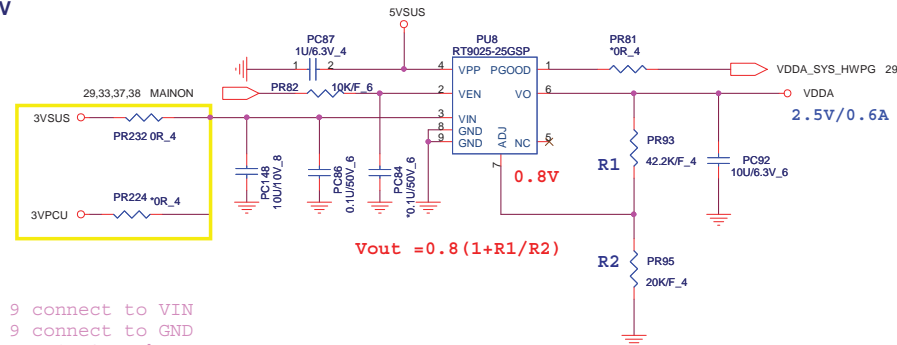 V
5VSUS
PC87
1U/6.3V_4
1
2
PU8
RT9025-25GSP
PR81
*0R_4
4 VPP PGOOD 1
VDDA_SYS_HWPG 29
PR82
10K/F_6
2 VEN VO 6
VDDA
29,33,37,38 MAINON
2.5V/0.6A
3VSUS
PR232 0R_4
3 VIN
8 GND
9 GND
ADJ
NC 5
7
0.8V
R1
PR93
42.2K/F_4
PC92
10U/6.3V_6
PC148
10U/10V_8
PC86
0.1U/50V_6
PC84
*0.1U/50V_6
3VPCU
PR224 *0R_4
Vout =0.8(1+R1/R2)
R2
PR95
20K/F_4
9 connect to VIN
9 connect to GND